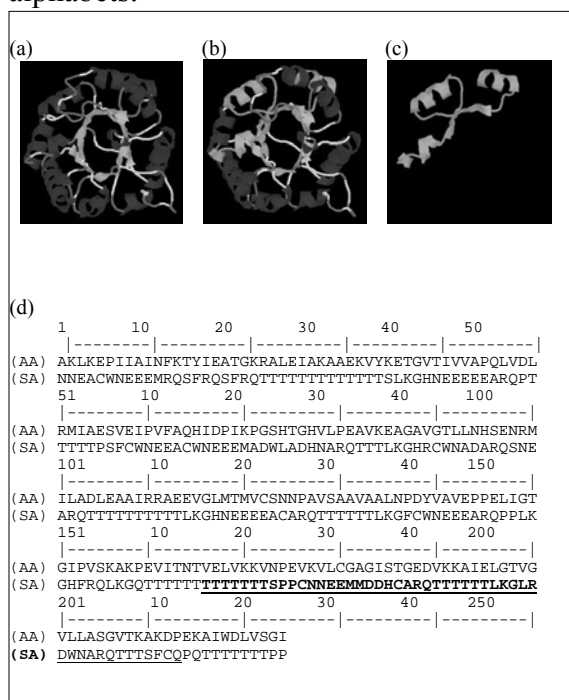 alphabets.
(a) (b) (c)
(d)
1 10 20 30 40 50
|--------|---------|---------|---------|---------|
(AA) AKLKEPIIAINFKTYIEATGKRALEIAKAAEKVYKETGVTIVVAPQLVDL
(SA) NNEACWNEEEMRQSFRQSFRQTTTTTTTTTTTTTSLKGHNEEEEEARQPT
51 10 20 30 40 100
|--------|---------|---------|---------|---------|
(AA) RMIAESVEIPVFAQHIDPIKPGSHTGHVLPEAVKEAGAVGTLLNHSENRM
(SA) TTTTPSFCWNEEACWNEEEMADWLADHNARQTTTLKGHRCWNADARQSNE
101 10 20 30 40 150
|--------|---------|---------|---------|---------|
(AA) ILADLEAAIRRAEEVGLMTMVCSNNPAVSAAVAALNPDYVAVEPPELIGT
(SA) ARQTTTTTTTTTTLKGHNEEEEACARQTTTTTTLKGFCWNEEEARQPPLK
151 10 20 30 40 200
|--------|---------|---------|---------|---------|
(AA) GIPVSKAKPEVITNTVELVKKVNPEVKVLCGAGISTGEDVKKAIELGTVG
(SA) GHFRQLKGQTTTTTTTTTTTTTSPPCNNEEMMDDHCARQTTTTTTLKGLR
201 10 20 30 40 250
|--------|---------|---------|---------|---------|
(AA) VLLASGVTKAKDPEKAIWDLVSGI
(SA) DWNARQTTTSFCQPQTTTTTTTPP